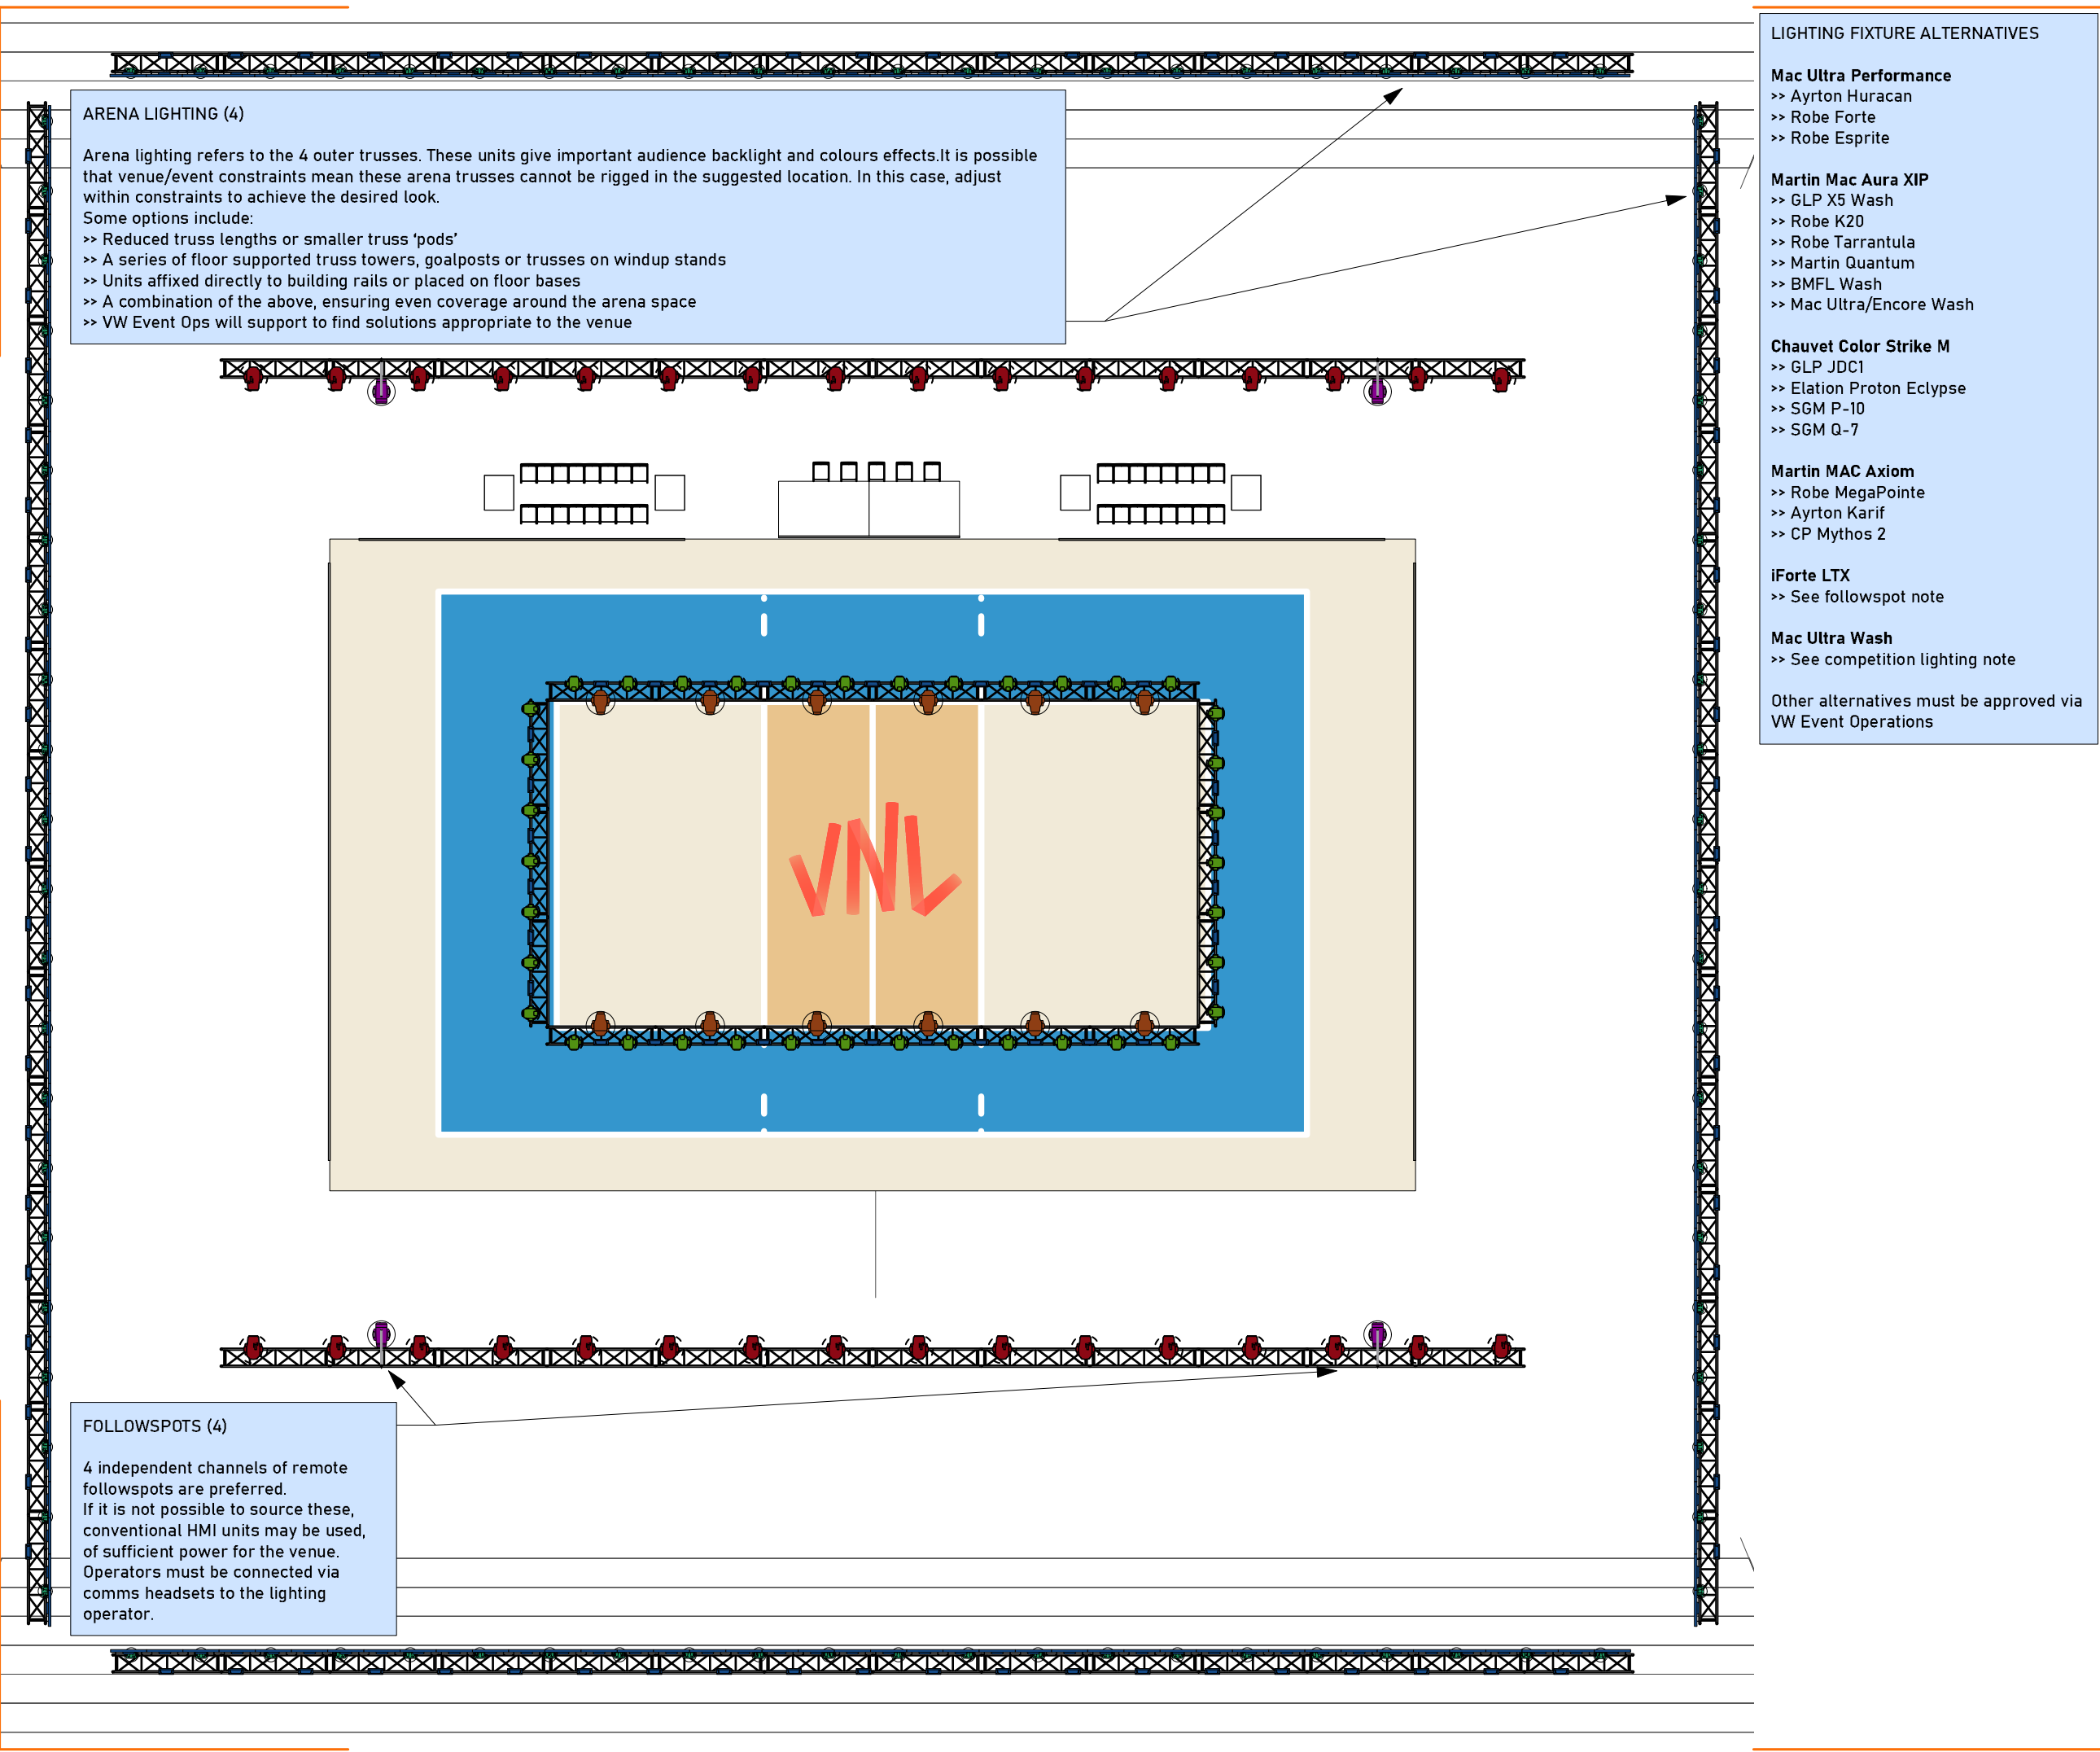 LIGHTING FIXTURE ALTERNATIVES
Mac Ultra Performance
>> Ayrton Huracan
>> Robe Forte
>> Robe Esprite
Martin Mac Aura XIP
>> GLP X5 Wash
>> Robe K20
>> Robe Tarrantula
>> Martin Quantum
>> BMFL Wash
>> Mac Ultra/Encore Wash
Chauvet Color Strike M
>> GLP JDC1
>> Elation Proton Eclypse
>> SGM P-10
>> SGM Q-7
Martin MAC Axiom
>> Robe MegaPointe
>> Ayrton Karif
>> CP Mythos 2
iForte LTX
>> See followspot note
Mac Ultra Wash
>> See competition lighting note
Other alternatives must be approved via
VW Event Operations
ARENA LIGHTING (4)
Arena lighting refers to the 4 outer trusses. These units give important audience backlight and colours effects.It is possible
that venue/event constraints mean these arena trusses cannot be rigged in the suggested location. In this case, adjust
within constraints to achieve the desired look.
Some options include:
>> Reduced truss lengths or smaller truss ‘pods’
>> A series of floor supported truss towers, goalposts or trusses on windup stands
>> Units affixed directly to building rails or placed on floor bases
>> A combination of the above, ensuring even coverage around the arena space
>> VW Event Ops will support to find solutions appropriate to the venue
VNL
FOLLOWSPOTS (4)
4 independent channels of remote
followspots are preferred.
If it is not possible to source these,
conventional HMI units may be used,
of sufficient power for the venue.
Operators must be connected via
comms headsets to the lighting
operator.